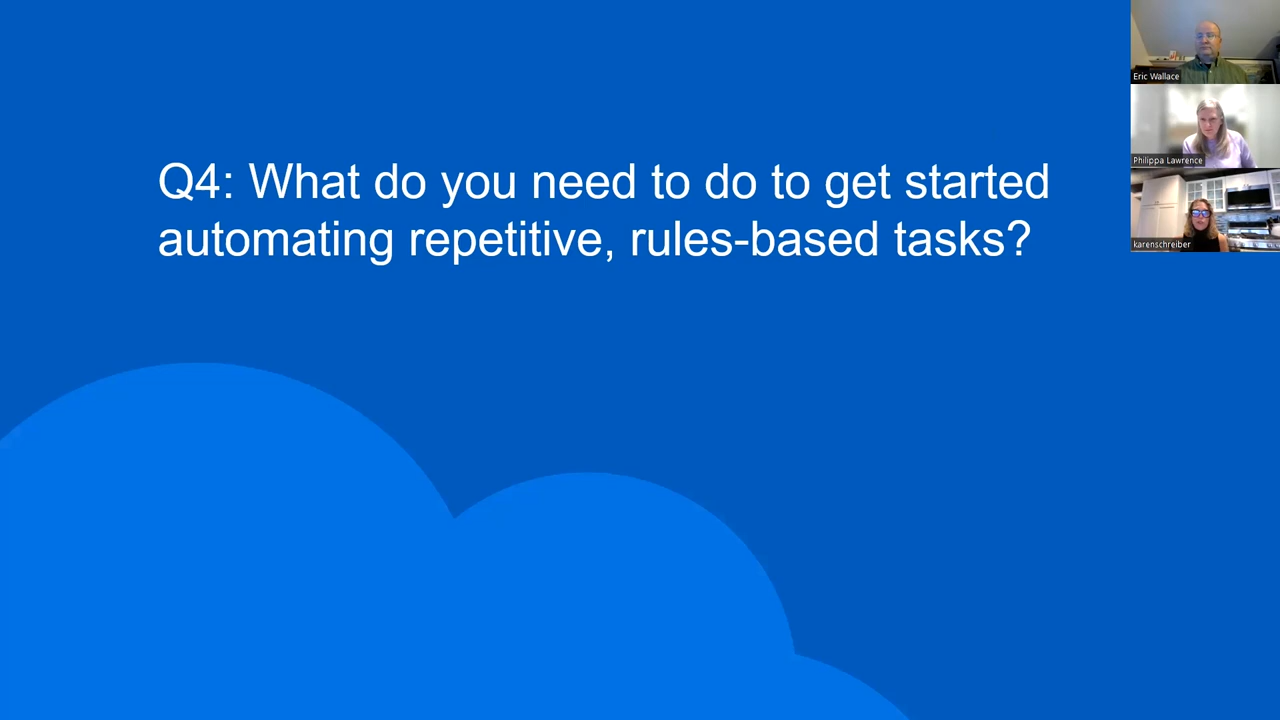 Q4: What do you need to do to get started
automating repetitive, rules-based tasks?
Eric Wallace
Philippa Lawrence
karenschreiber